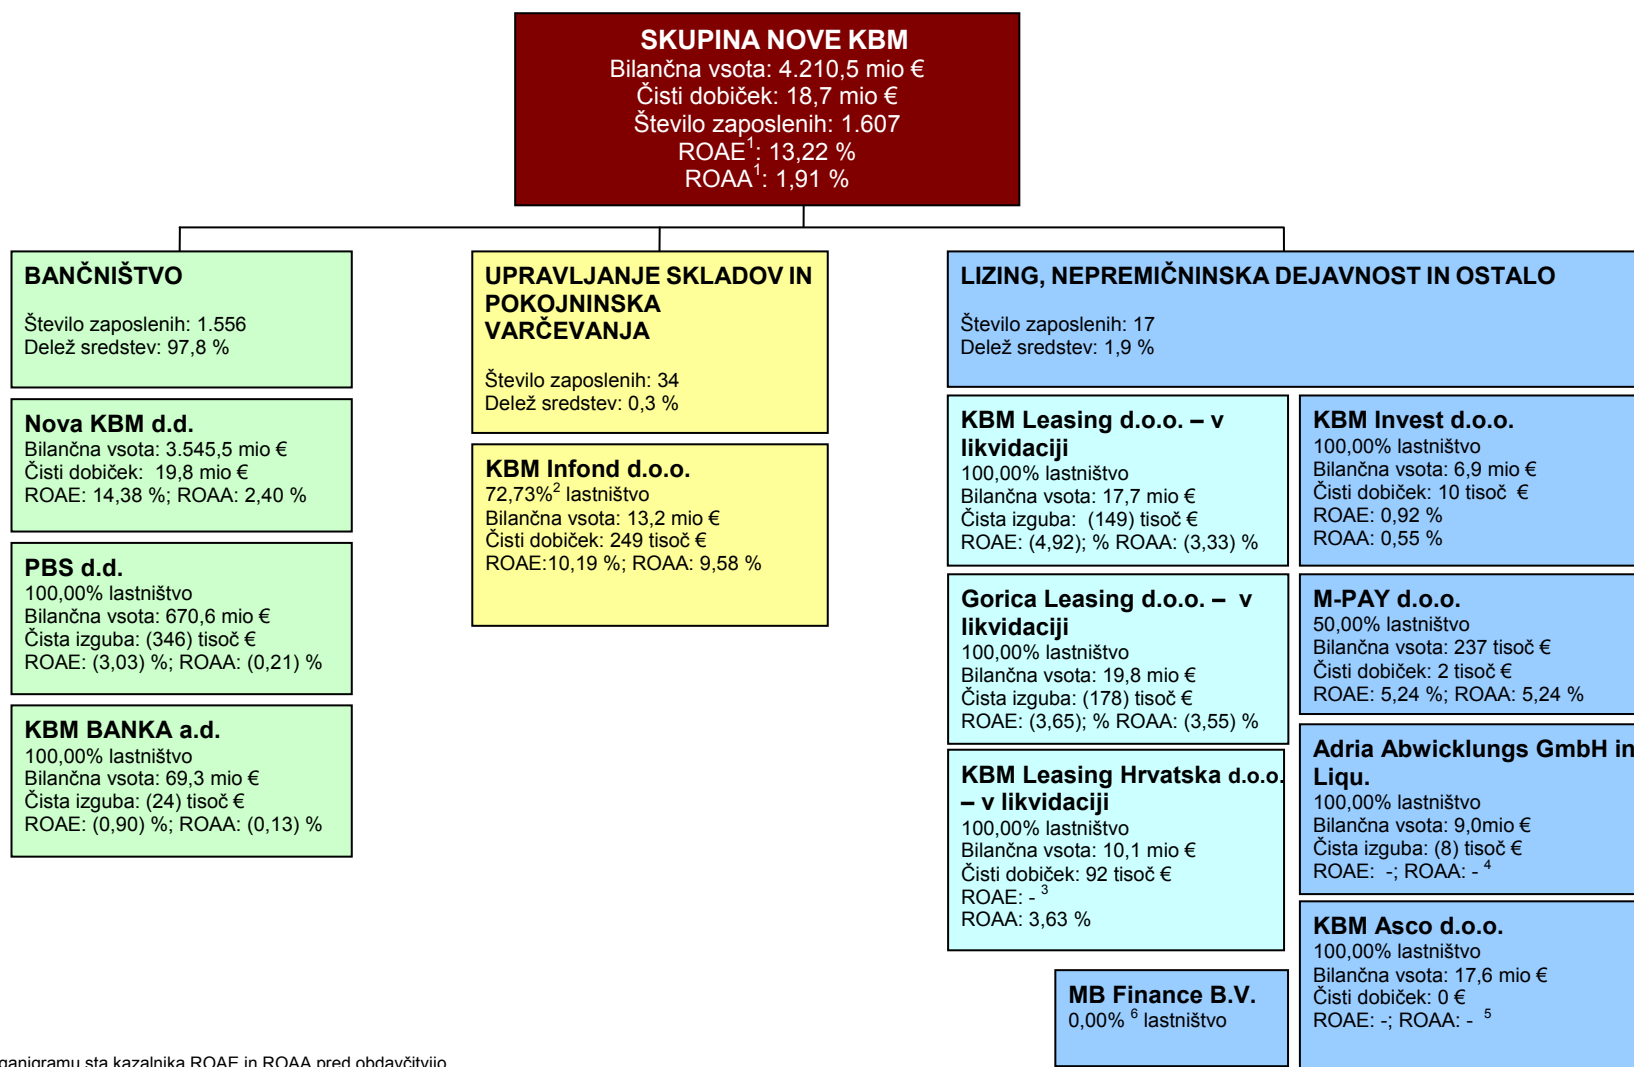 SKUPINA NOVE KBM
Bilančna vsota: 4.210,5 mio €
Čisti dobiček: 18,7 mio €
Število zaposlenih: 1.607
ROAE1: 13,22 %
ROAA1: 1,91 %
BANČNIŠTVO
Število zaposlenih: 1.556
Delež sredstev: 97,8 %
Nova KBM d.d.
Bilančna vsota: 3.545,5 mio €
Čisti dobiček: 19,8 mio €
ROAE: 14,38 %; ROAA: 2,40 %
PBS d.d.
100,00% lastništvo
Bilančna vsota: 670,6 mio €
Čista izguba: (346) tisoč €
ROAE: (3,03) %; ROAA: (0,21) %
KBM BANKA a.d.
100,00% lastništvo
Bilančna vsota: 69,3 mio €
Čista izguba: (24) tisoč €
ROAE: (0,90) %; ROAA: (0,13) %
UPRAVLJANJE SKLADOV IN
POKOJNINSKA
VARČEVANJA
Število zaposlenih: 34
Delež sredstev: 0,3 %
KBM Infond d.o.o.
72,73%2 lastništvo
Bilančna vsota: 13,2 mio €
Čisti dobiček: 249 tisoč €
ROAE:10,19 %; ROAA: 9,58 %
LIZING, NEPREMIČNINSKA DEJAVNOST IN OSTALO
Število zaposlenih: 17
Delež sredstev: 1,9 %
KBM Leasing d.o.o. – v
likvidaciji
100,00% lastništvo
Bilančna vsota: 17,7 mio €
Čista izguba: (149) tisoč €
ROAE: (4,92); % ROAA: (3,33) %
Gorica Leasing d.o.o. – v
likvidaciji
100,00% lastništvo
Bilančna vsota: 19,8 mio €
Čista izguba: (178) tisoč €
ROAE: (3,65); % ROAA: (3,55) %
KBM Leasing Hrvatska d.o.o.
– v likvidaciji
100,00% lastništvo
Bilančna vsota: 10,1 mio €
Čisti dobiček: 92 tisoč €
ROAE: - 3
ROAA: 3,63 %
MB Finance B.V.
0,00% 6 lastništvo
KBM Invest d.o.o.
100,00% lastništvo
Bilančna vsota: 6,9 mio €
Čisti dobiček: 10 tisoč €
ROAE: 0,92 %
ROAA: 0,55 %
M-PAY d.o.o.
50,00% lastništvo
Bilančna vsota: 237 tisoč €
Čisti dobiček: 2 tisoč €
ROAE: 5,24 %; ROAA: 5,24 %
Adria Abwicklungs GmbH in
Liqu.
100,00% lastništvo
Bilančna vsota: 9,0mio €
Čista izguba: (8) tisoč €
ROAE: -; ROAA: - 4
KBM Asco d.o.o.
100,00% lastništvo
Bilančna vsota: 17,6 mio €
Čisti dobiček: 0 €
ROAE: -; ROAA: - 5
sta kazalnika ROAE in ROAA pred obdavčitvijo